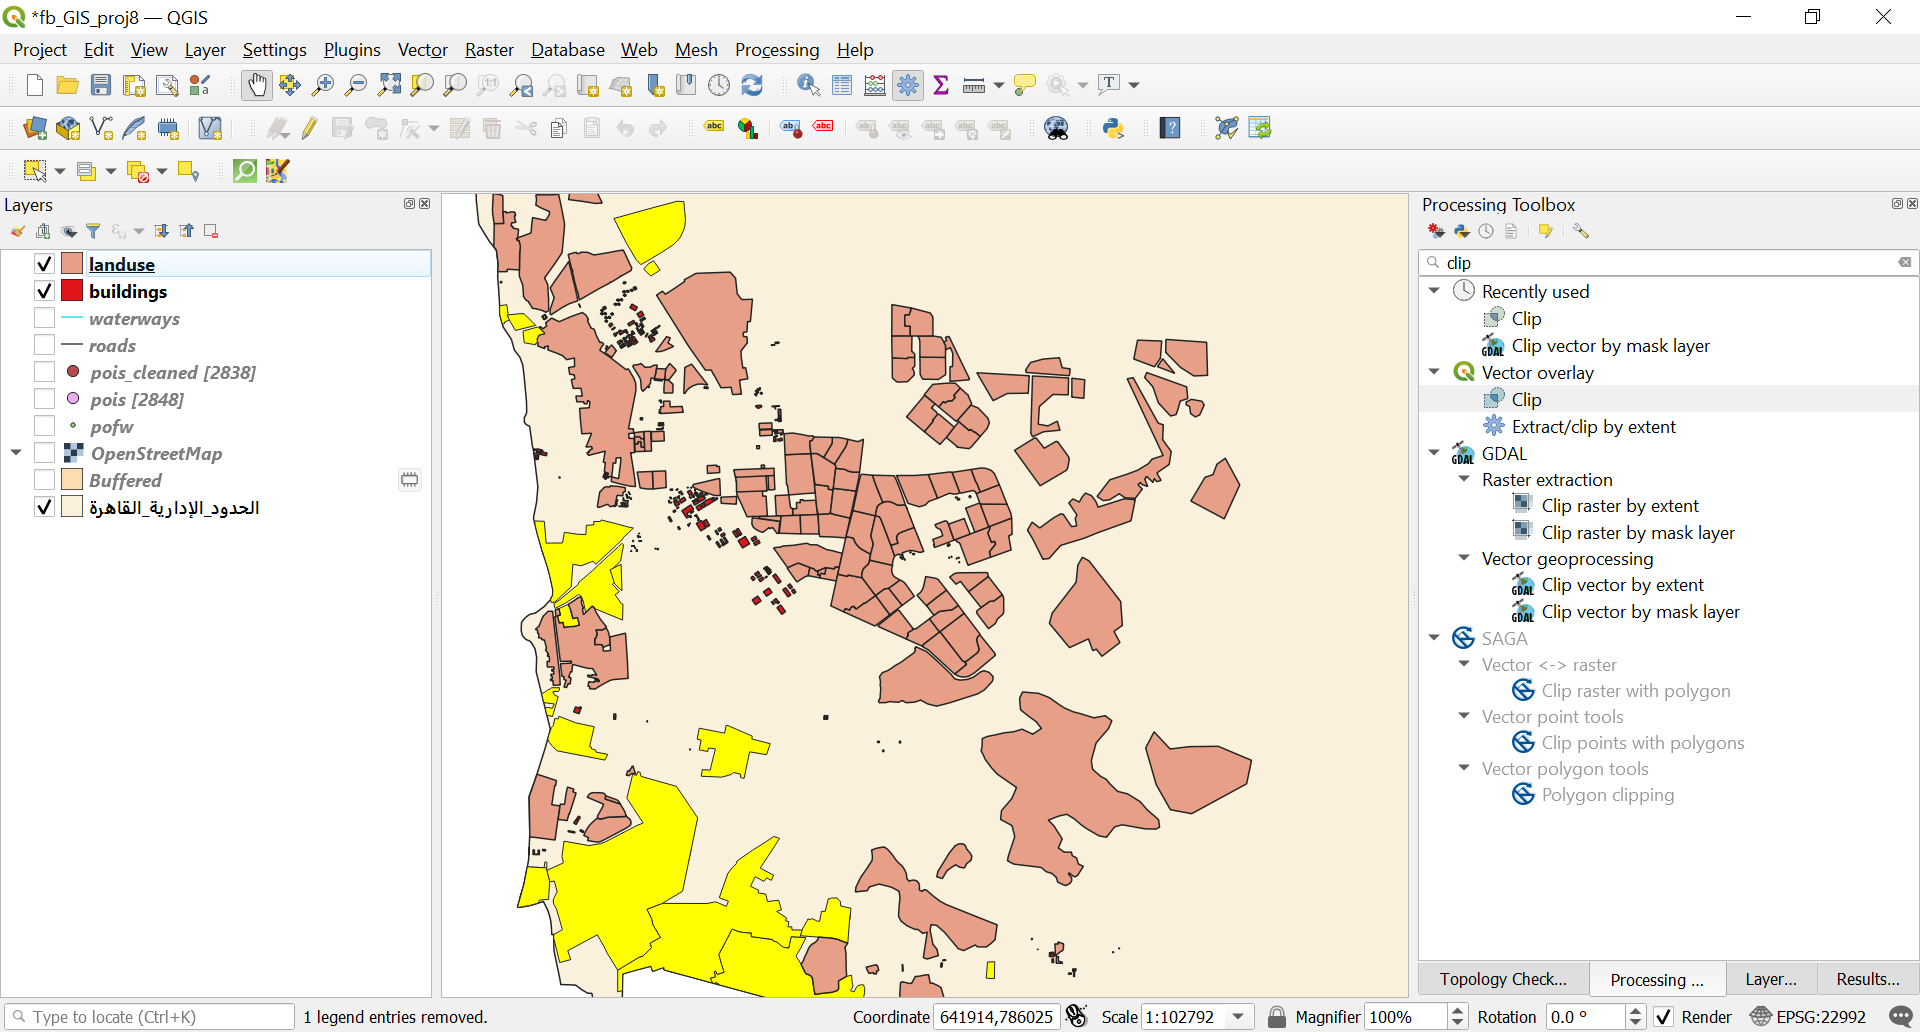 *fb_GIS_proj8 — QGIS
Project Edit View Layer Settings Plugins Vector Raster Database Web Mesh Processing Help
Layers
landuse
buildings
waterways
roads
pois_cleaned [2838]
pois [2848]
pofw
OpenStreetMap
Buffered
الحدود_الإدارية_القاهرة
Processing Toolbox
clip
Recently used
Clip
GDAL Clip vector by mask layer
Vector overlay
Clip
Extract/clip by extent
GDAL GDAL
Raster extraction
Clip raster by extent
Clip raster by mask layer
Vector geoprocessing
GDAL Clip vector by extent
GDAL Clip vector by mask layer
SAGA
Vector <-> raster
Clip raster with polygon
Vector point tools
Clip points with polygons
Vector polygon tools
Polygon clipping
Topology Check... Processing ... Layer... Results...
Type to locate (Ctrl+K) 1 legend entries removed. Coordinate 641914,786025 Scale 1:102792 Magnifier 100% Rotation 0.0 ° Render EPSG:22992